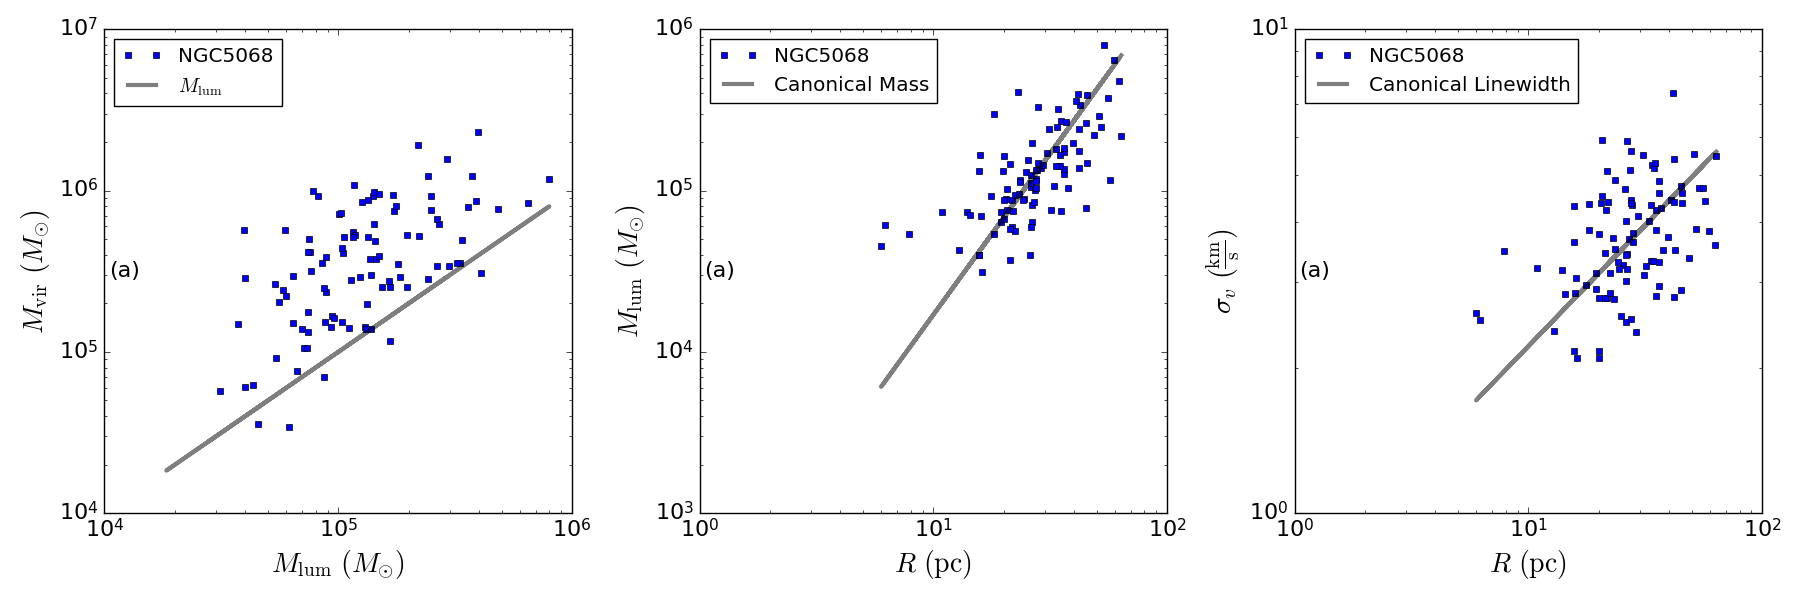 10^7
10^6
10^5
10^4
NGC5068
M_lum
(a)
M_vir (M_⊙)
10^4
10^5
10^6
M_lum (M_⊙)
10^6
10^5
10^4
10^3
NGC5068
Canonical Mass
(a)
M_lum (M_⊙)
10^0
10^1
10^2
R (pc)
10^1
10^0
NGC5068
Canonical Linewidth
(a)
σ_v (km/s)
10^0
10^1
10^2
R (pc)